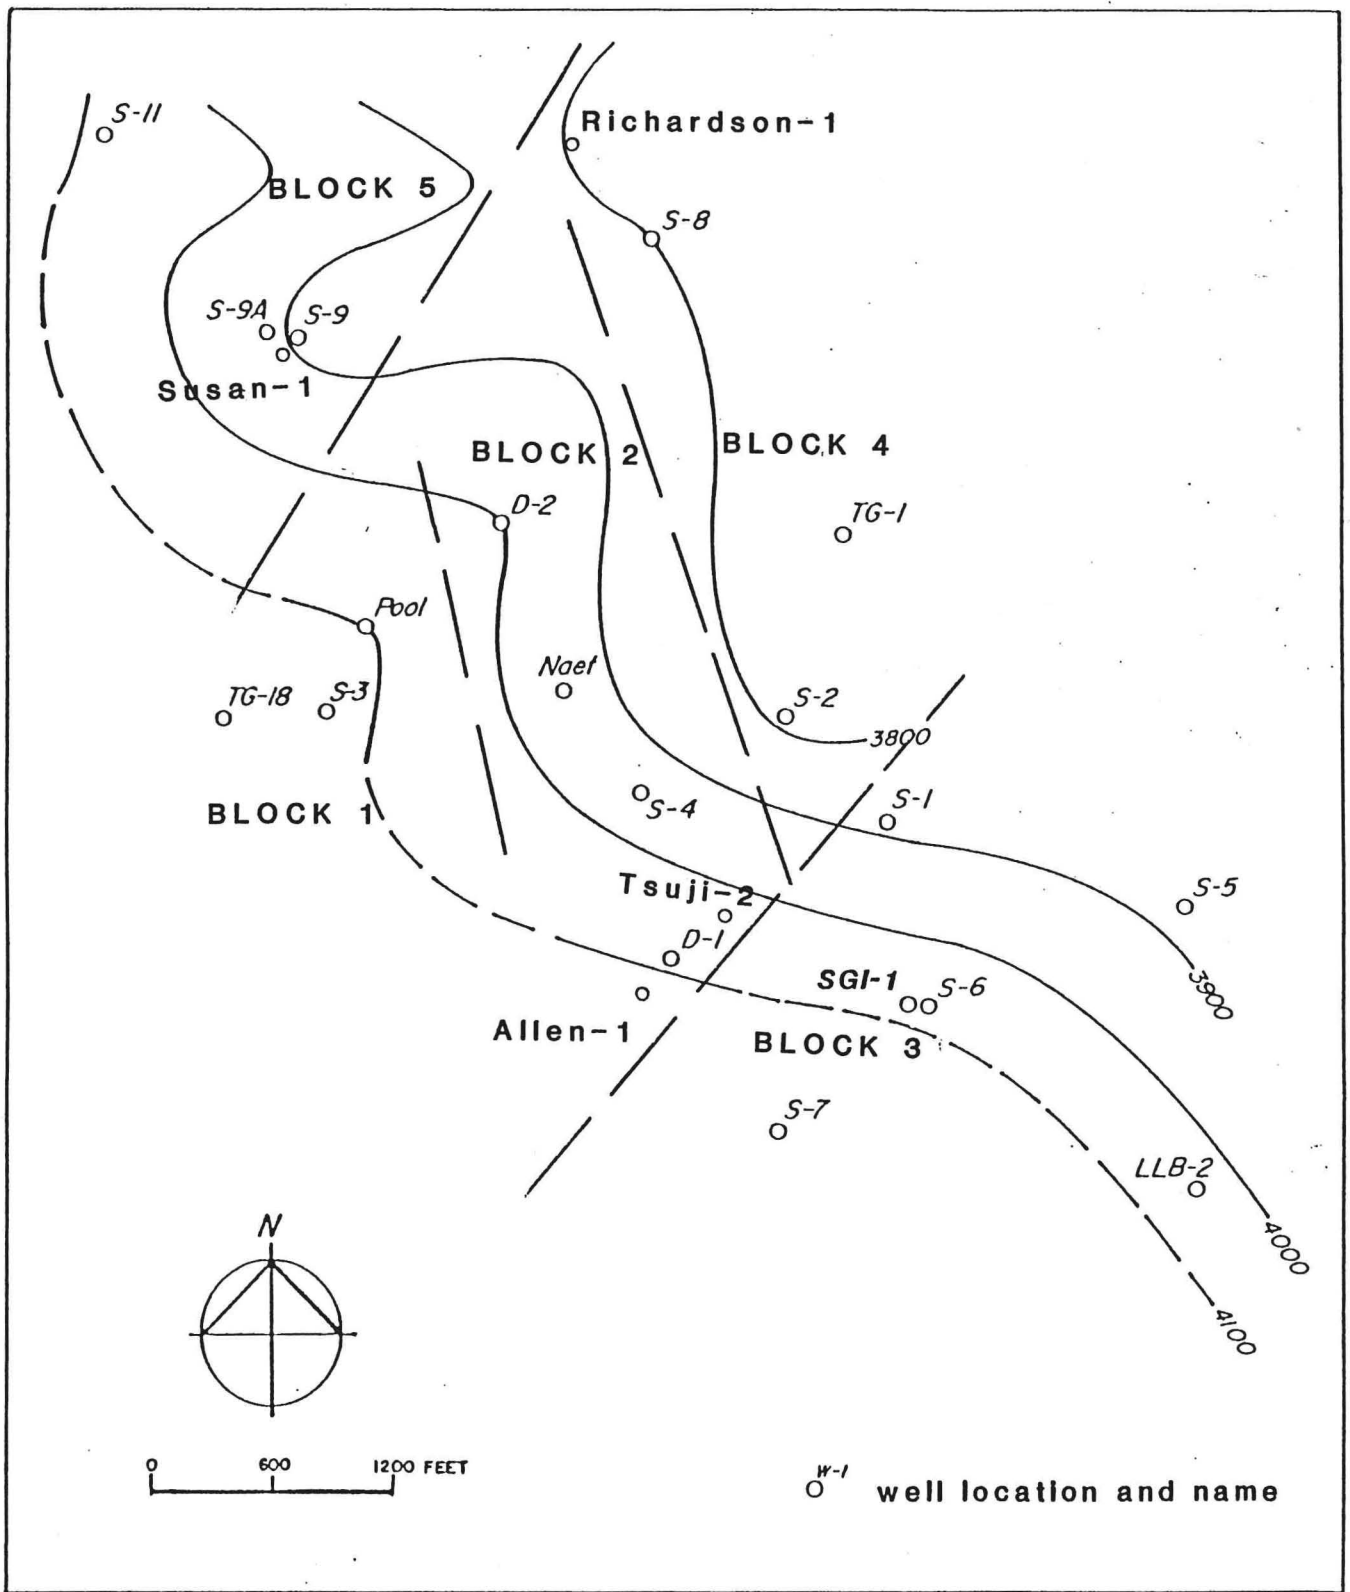 S-11
Richardson-1
BLOCK 5
S-8
S-9A
S-9
Susan-1
BLOCK 2
BLOCK 4
D-2
TG-1
Pool
Naef
TG-18
S-3
S-2
3800
BLOCK 1
S-4
S-1
Tsuji-2
S-5
D-1
SGI-1
S-6
3900
Allen-1
BLOCK 3
S-7
LLB-2
N
4000
4100
0 600 1200 FEET
W-1
well location and name